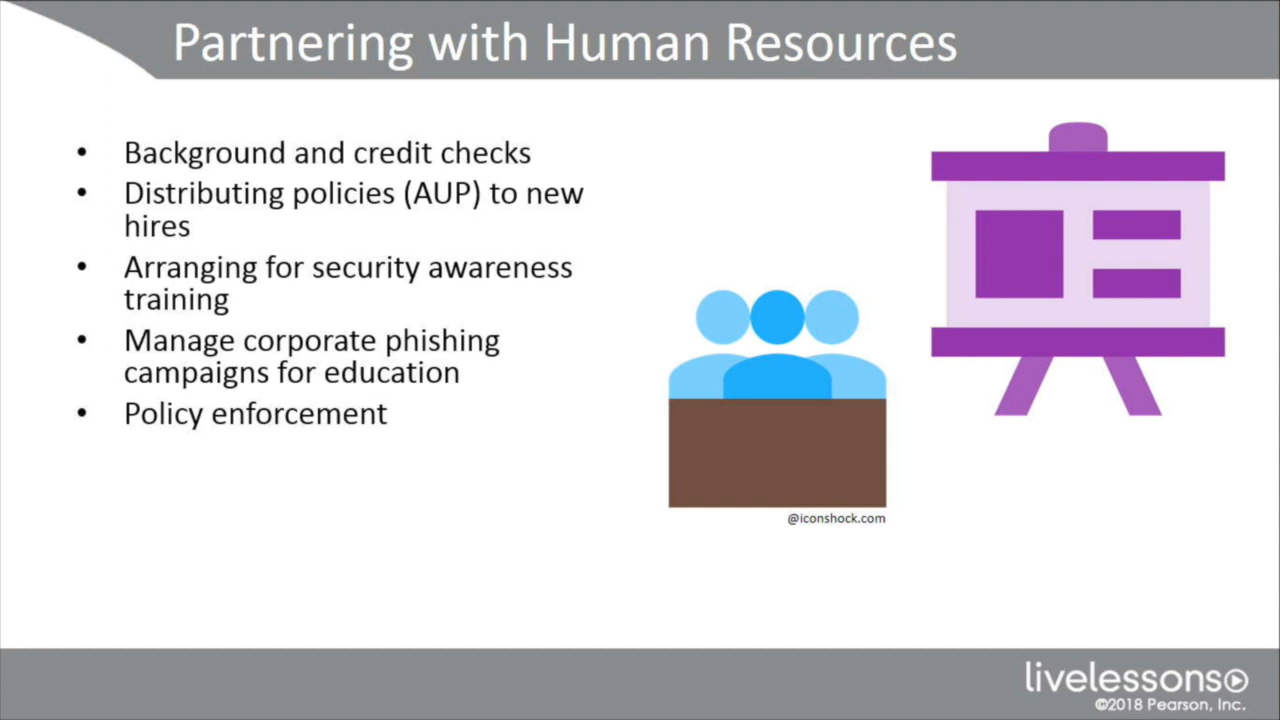 Partnering with Human Resources
• Background and credit checks
• Distributing policies (AUP) to new
hires
• Arranging for security awareness
training
• Manage corporate phishing
campaigns for education
• Policy enforcement
@iconshock.com
livelessons
©2018 Pearson, Inc.